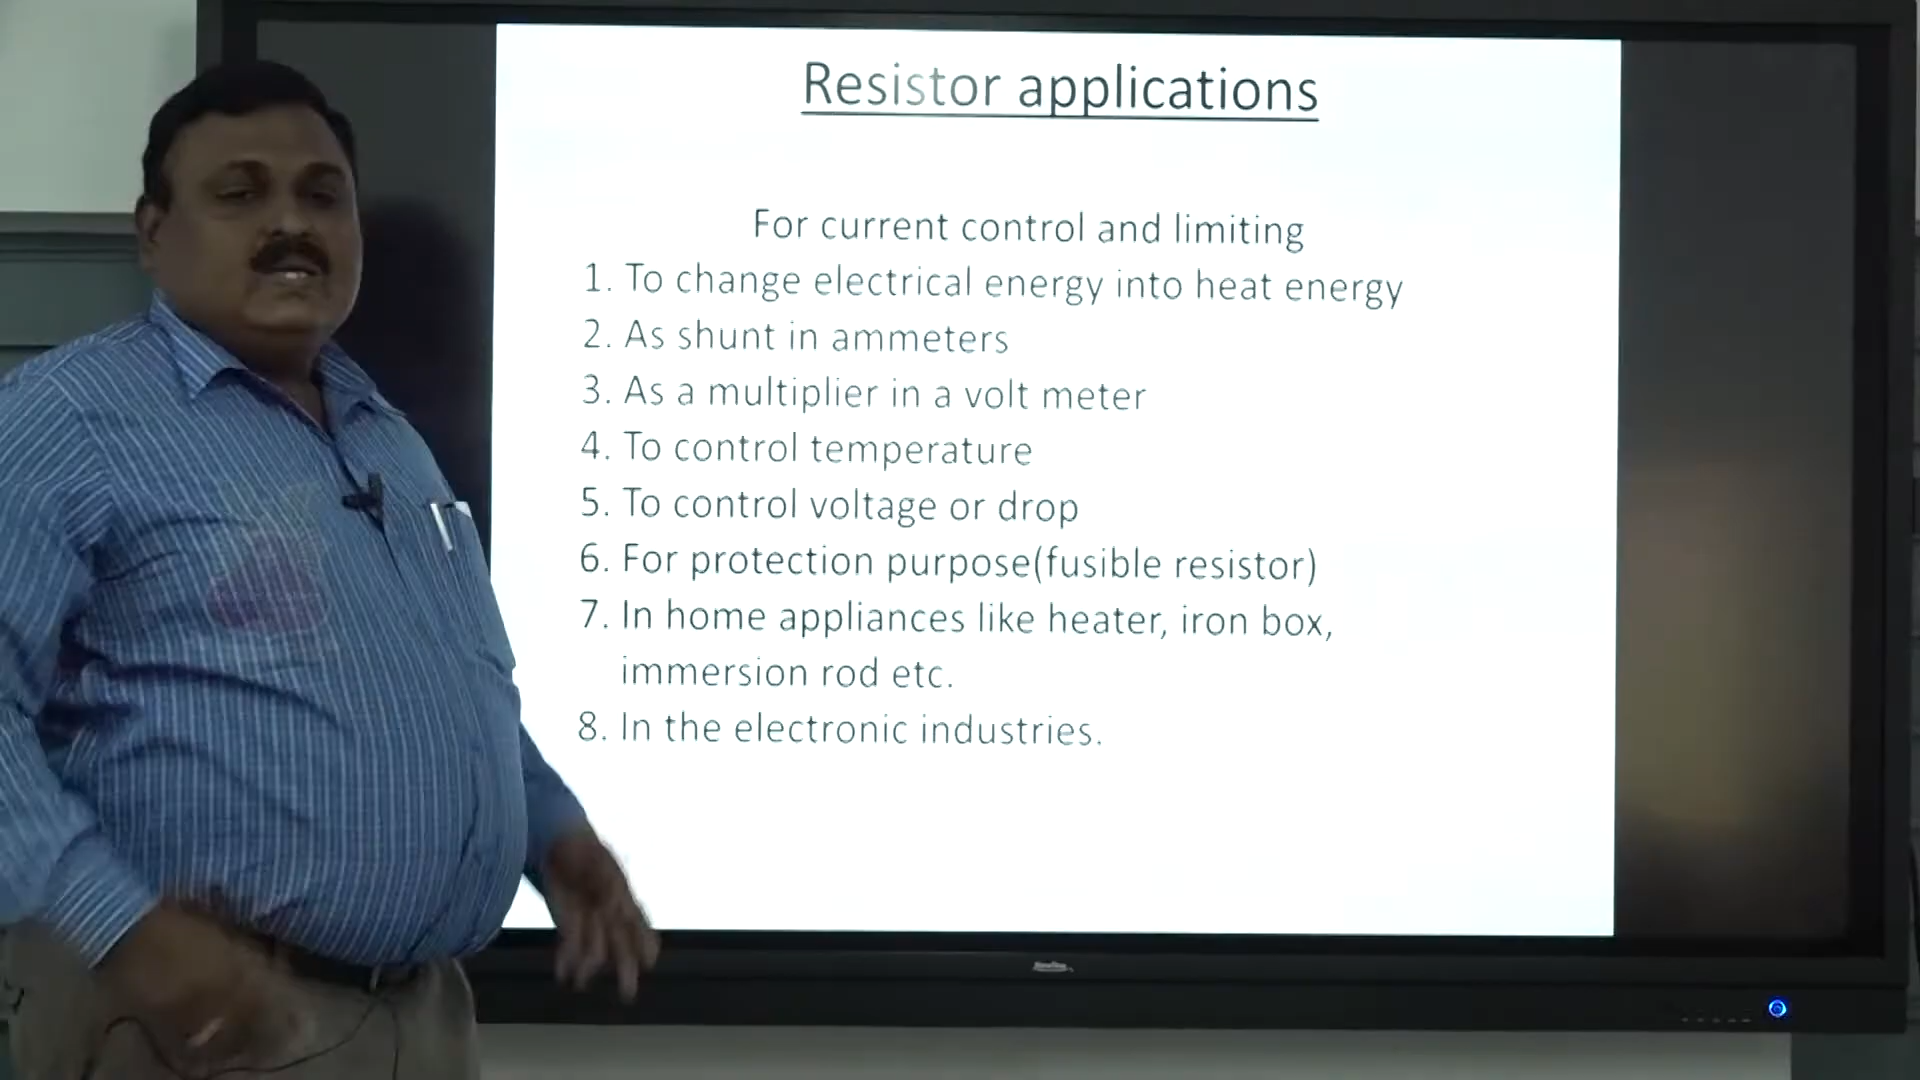 Resistor applications
For current control and limiting
1. To change electrical energy into heat energy
2. As shunt in ammeters
3. As a multiplier in a volt meter
4. To control temperature
5. To control voltage or drop
6. For protection purpose(fusible resistor)
7. In home appliances like heater, iron box,
immersion rod etc.
8. In the electronic industries.